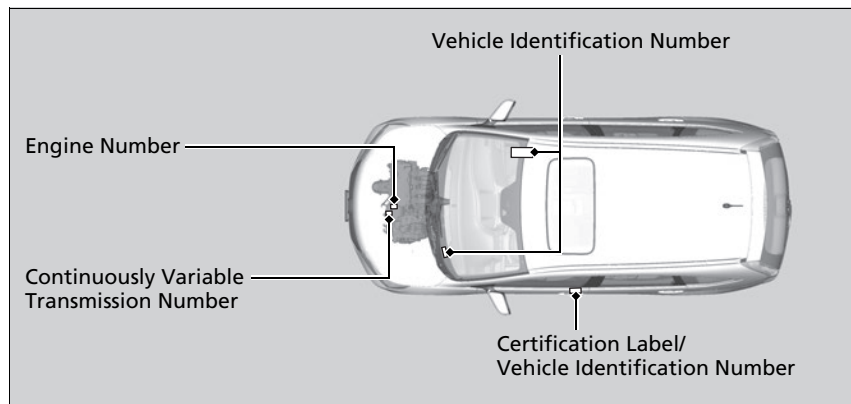 Vehicle Identification Number
Engine Number
Continuously Variable
Transmission Number
Certification Label/
Vehicle Identification Number